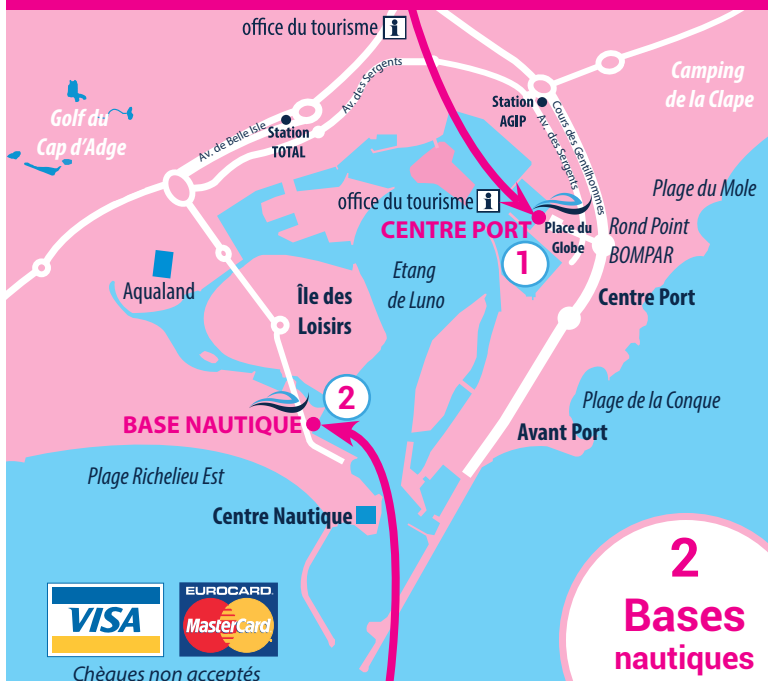 office du tourisme i
Av. des Sergents
Camping
de la Clape
Golf du
Cap d'Adge
Av. de Belle Isle
Station
TOTAL
Station
AGIP
Av. des Sergents
Cours des Gentilhommes
Plage du Mole
office du tourisme i
CENTRE PORT
1
Place du
Globe
Rond Point
BOMPAR
Etang
de Luno
Aqualand
Île des
Loisirs
Centre Port
2
BASE NAUTIQUE
Plage de la Conque
Avant Port
Plage Richelieu Est
Centre Nautique
VISA
EUROCARD.
MasterCard
Chèques non acceptés
2
Bases
nautiques